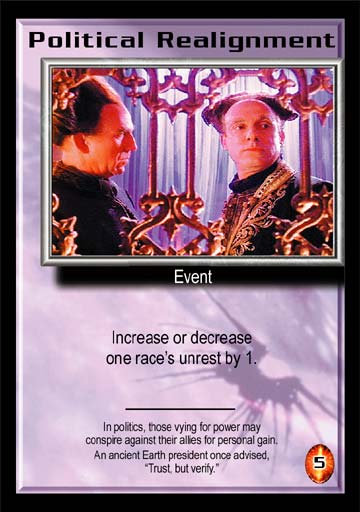 Political Realignment
Event
Increase or decrease
one race's unrest by 1.
In politics, those vying for power may
conspire against their allies for personal gain.
An ancient Earth president once advised,
"Trust, but verify."
5